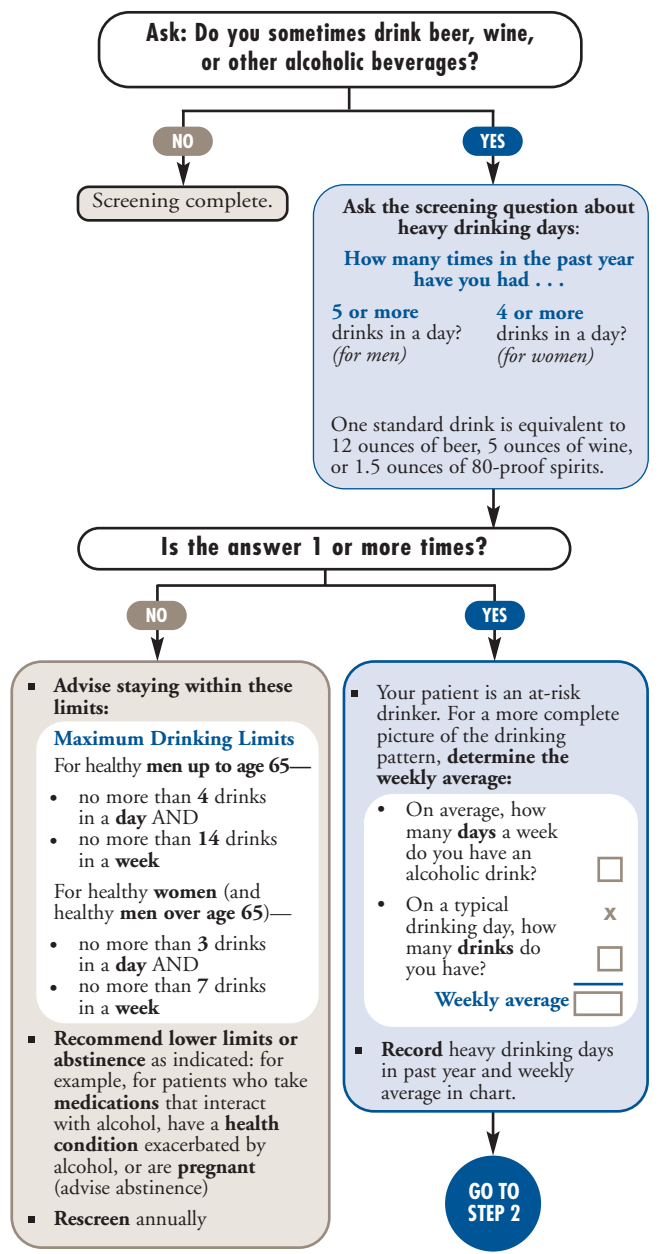 Ask: Do you sometimes drink beer, wine,
or other alcoholic beverages?
NO
YES
Screening complete.
Ask the screening question about
heavy drinking days:
How many times in the past year
have you had . . .
5 or more
drinks in a day?
(for men)
4 or more
drinks in a day?
(for women)
One standard drink is equivalent to
12 ounces of beer, 5 ounces of wine,
or 1.5 ounces of 80-proof spirits.
Is the answer 1 or more times?
NO
YES
▪ Advise staying within these
limits:
Maximum Drinking Limits
For healthy men up to age 65—
• no more than 4 drinks
in a day AND
• no more than 14 drinks
in a week
For healthy women (and
healthy men over age 65)—
• no more than 3 drinks
in a day AND
• no more than 7 drinks
in a week
▪ Recommend lower limits or
abstinence as indicated: for
example, for patients who take
medications that interact
with alcohol, have a health
condition exacerbated by
alcohol, or are pregnant
(advise abstinence)
▪ Rescreen annually
▪ Your patient is an at-risk
drinker. For a more complete
picture of the drinking
pattern, determine the
weekly average:
• On average, how
many days a week
do you have an
alcoholic drink?
• On a typical
drinking day, how
many drinks do
you have?
x
Weekly average
▪ Record heavy drinking days
in past year and weekly
average in chart.
GO TO
STEP 2